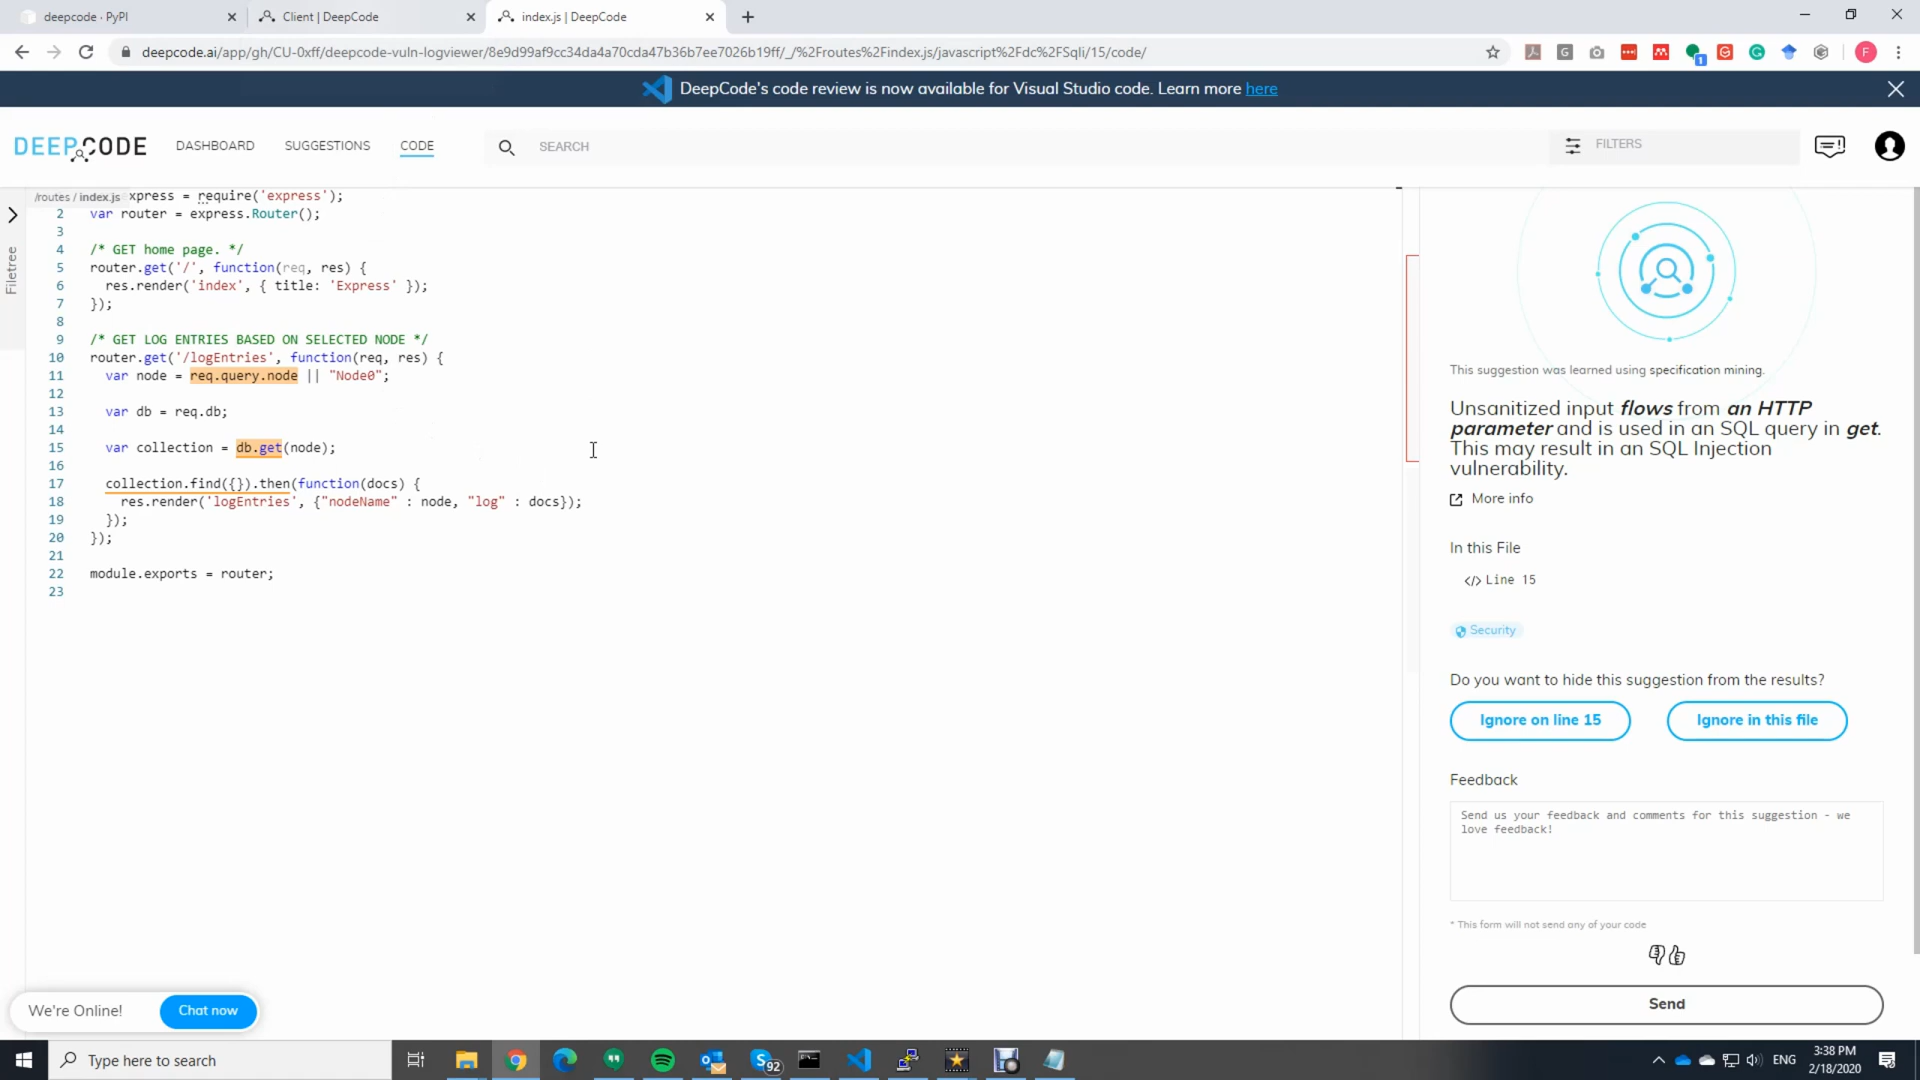 deepcode · PyPI
Client | DeepCode
index.js | DeepCode
deepcode.ai/app/gh/CU-0xff/deepcode-vuln-logviewer/8e9d99af9cc34da4a70cda47b36b7ee7026b19ff/_/%2Froutes%2Findex.js/javascript%2Fdc%2FSqli/15/code/
F
DeepCode's code review is now available for Visual Studio code. Learn more here
DEEPCODE
DASHBOARD
SUGGESTIONS
CODE
SEARCH
FILTERS
Filetree
/routes / index.js xpress = require('express');
2 var router = express.Router();
3
4 /* GET home page. */
5 router.get('/', function(req, res) {
6 res.render('index', { title: 'Express' });
7 });
8
9 /* GET LOG ENTRIES BASED ON SELECTED NODE */
10 router.get('/logEntries', function(req, res) {
11 var node = req.query.node || "Node0";
12
13 var db = req.db;
14
15 var collection = db.get(node);
16
17 collection.find({}).then(function(docs) {
18 res.render('logEntries', {"nodeName" : node, "log" : docs});
19 });
20 });
21
22 module.exports = router;
23
This suggestion was learned using specification mining.
Unsanitized input flows from an HTTP
parameter and is used in an SQL query in get.
This may result in an SQL Injection
vulnerability.
More info
In this File
</> Line 15
Security
Do you want to hide this suggestion from the results?
Ignore on line 15
Ignore in this file
Feedback
Send us your feedback and comments for this suggestion - we
love feedback!
* This form will not send any of your code
Send
We're Online!
Chat now
Type here to search
92
ENG
3:38 PM
2/18/2020